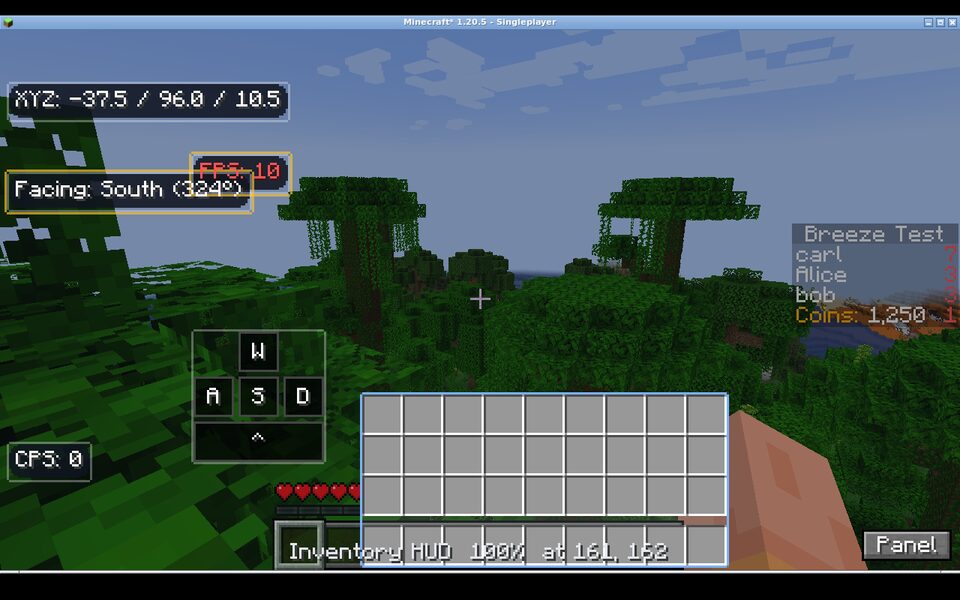 Minecraft* 1.20.5 - Singleplayer
XYZ: -37.5 / 96.0 / 10.5
FPS: 10
Facing: South (324°)
Breeze Test
carl
Alice
bob
Coins: 1,250
W
A S D
^
CPS: 0
Inventory HUD 100% at 161, 162
Panel